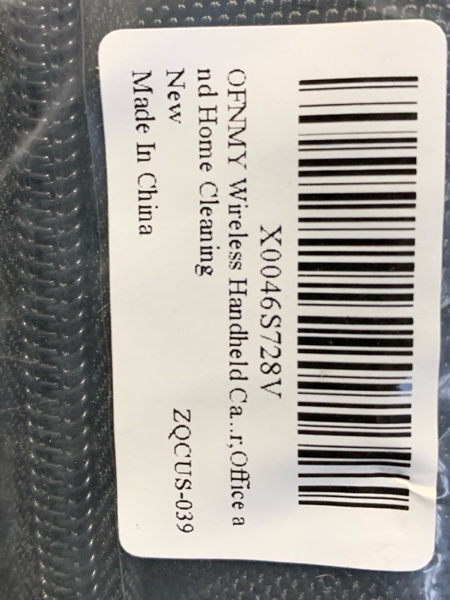 X0046S728V
OFNMY Wireless Handheld Ca...r,Office a
nd Home Cleaning
New
ZQCUS-039
Made In China